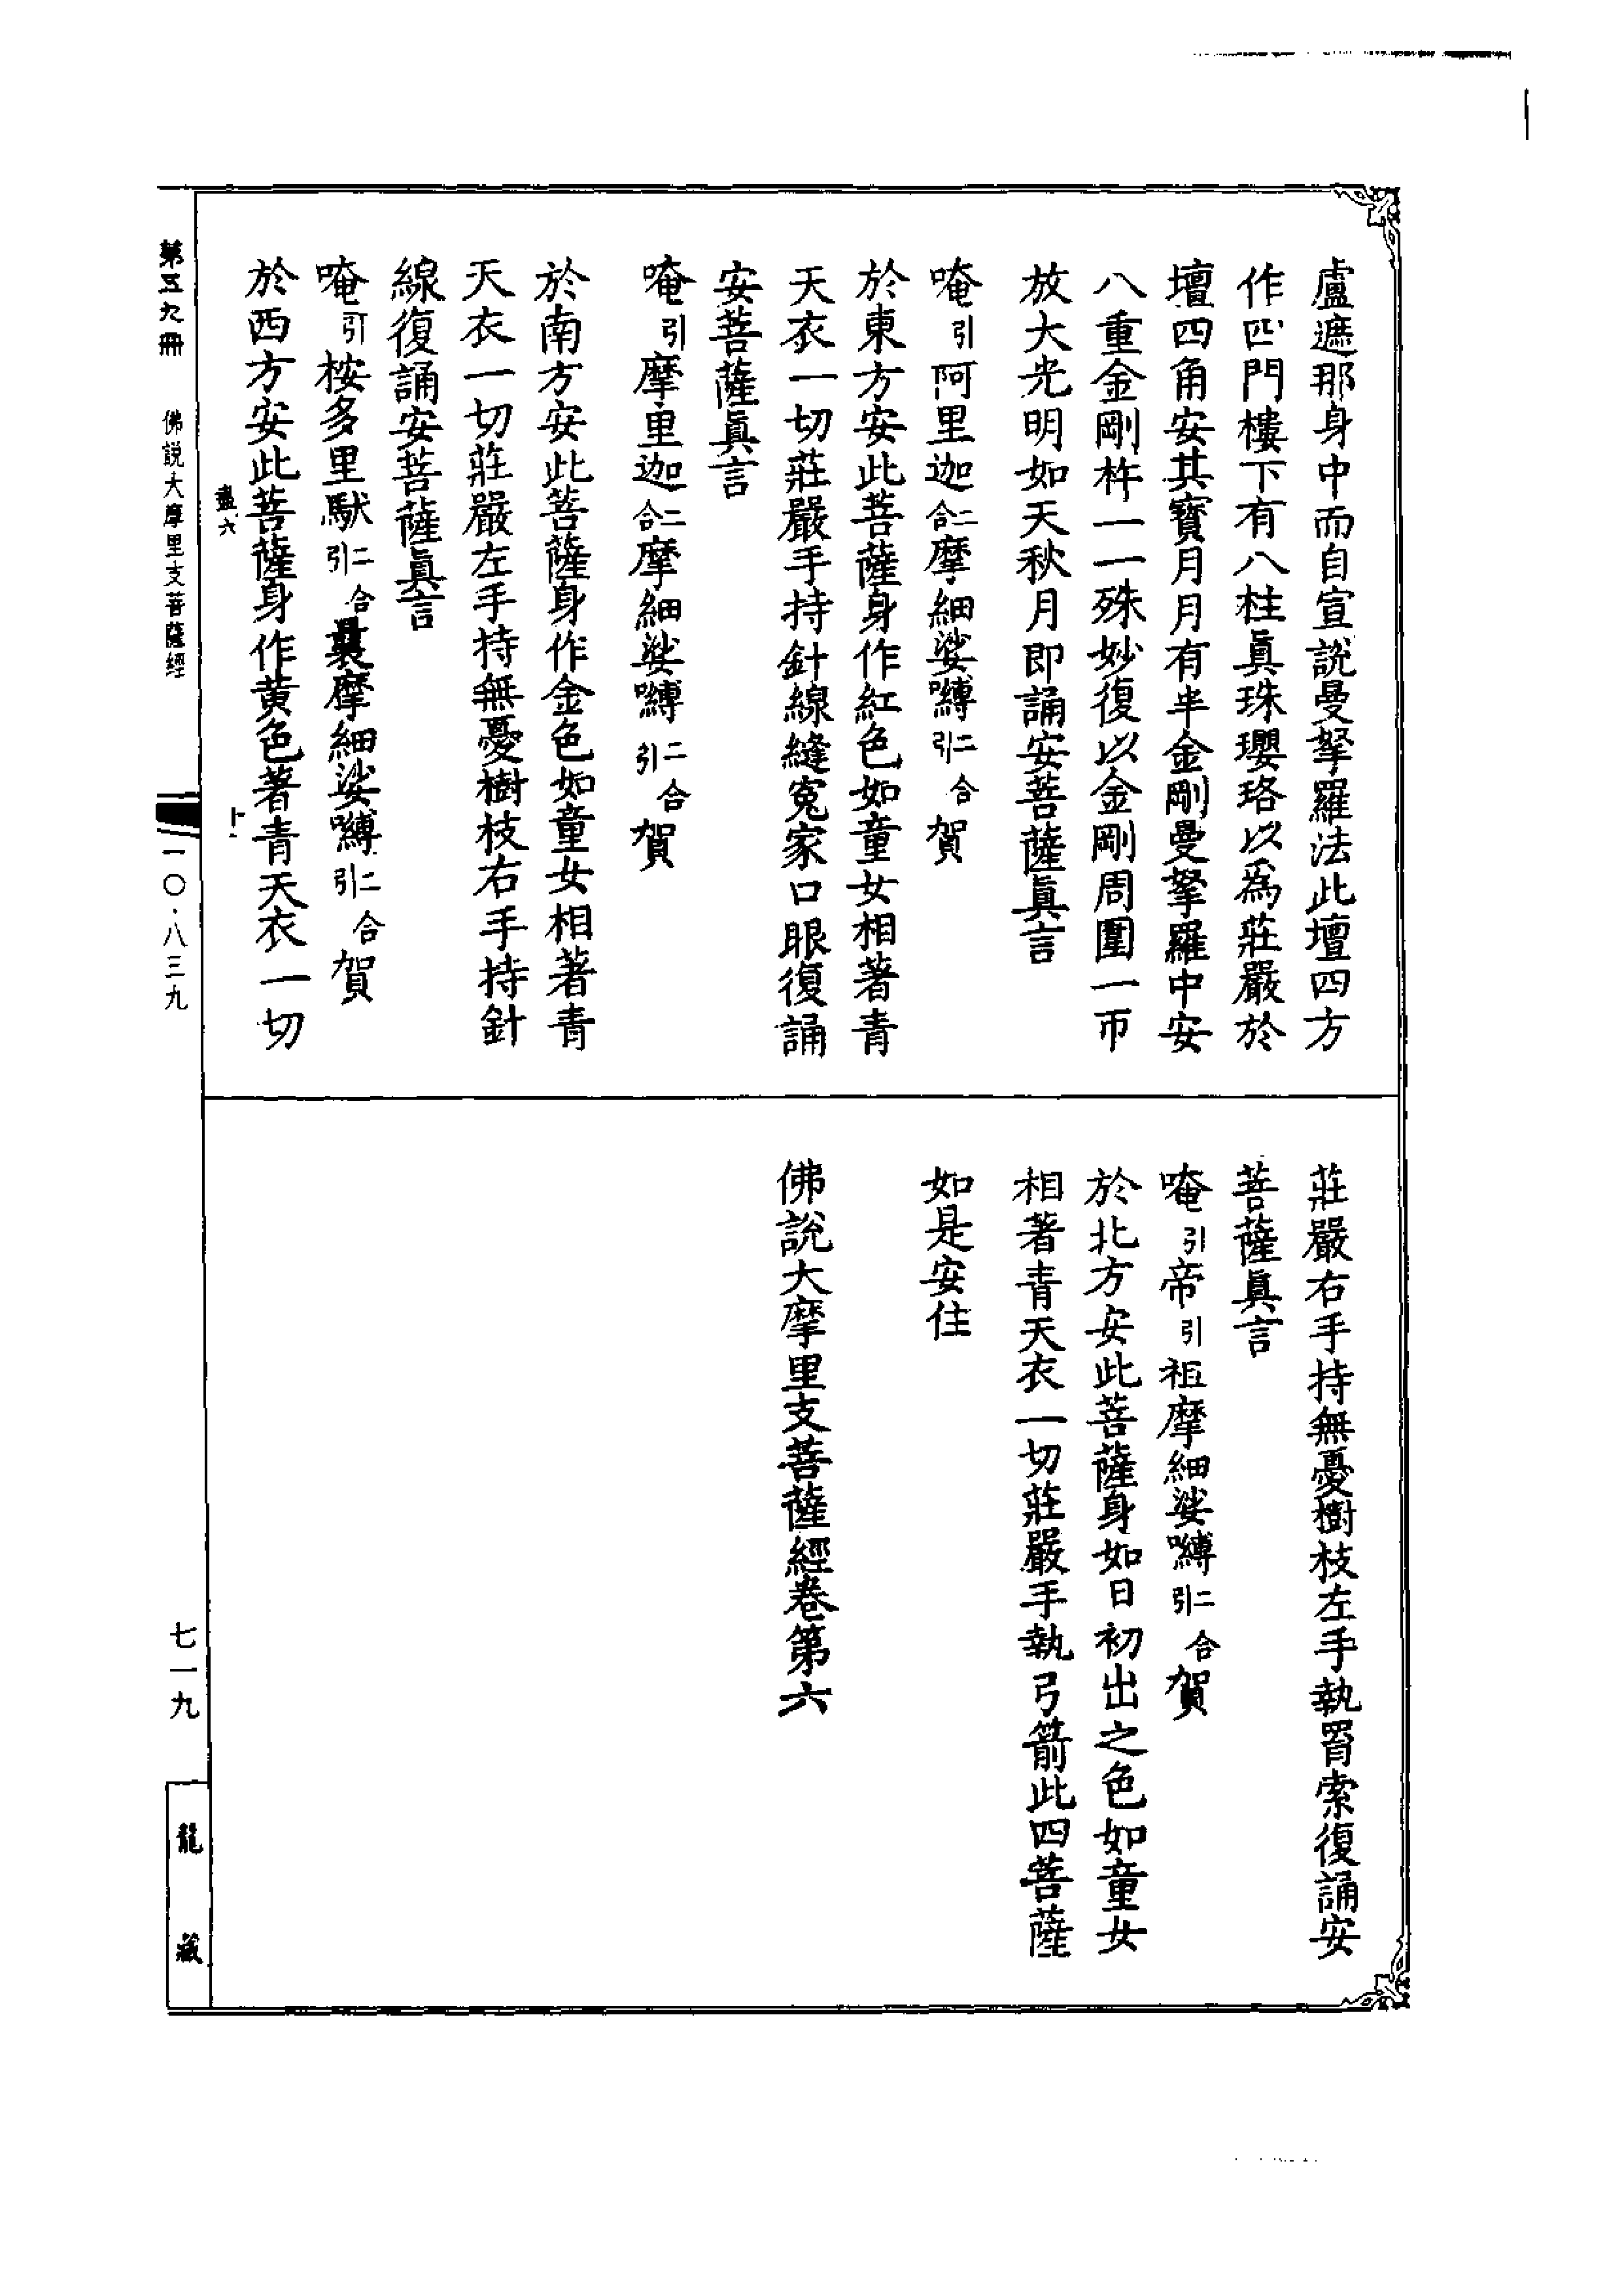 盧遮那身中而自宣說曼拏羅法此壇四方
作四門樓下有八柱眞珠瓔珞以為莊嚴於
壇四角安其寶月月有半金剛曼拏羅中安
八重金剛杵一一殊妙復以金剛周圍一帀
放大光明如天秋月即誦安菩薩眞言
唵引阿里迦二合摩細娑嚩二合引賀
於東方安此菩薩身作紅色如童女相著青
天衣一切莊嚴手持針線縫寃家口眼復誦
安菩薩眞言
唵引摩里迦二合摩細娑嚩二合引賀
於南方安此菩薩身作金色如童女相著青
天衣一切莊嚴左手持無憂樹枝右手持針
線復誦安菩薩眞言
唵引桉多里馱二合引曩摩細娑嚩二合引賀
於西方安此菩薩身作黃色著青天衣一切
莊嚴右手持無憂樹枝左手執罥索復誦安
菩薩眞言
唵引帝引祖摩細娑嚩二合引賀
於北方安此菩薩身如日初出之色如童女
相著青天衣一切莊嚴手執弓箭此四菩薩
如是安住
佛說大摩里支菩薩經卷第六
盡六
十一
第五九冊 佛說大摩里支菩薩經 一〇·八三九
七一九
龍藏